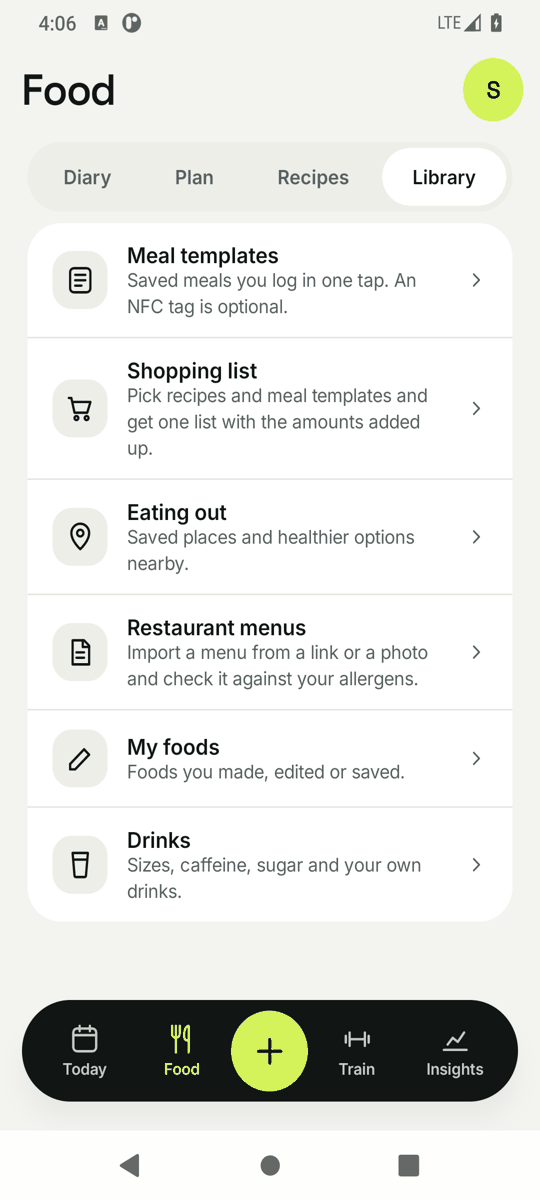 4:06
LTE
Food
S
Diary
Plan
Recipes
Library
Meal templates
Saved meals you log in one tap. An
NFC tag is optional.
Shopping list
Pick recipes and meal templates and
get one list with the amounts added
up.
Eating out
Saved places and healthier options
nearby.
Restaurant menus
Import a menu from a link or a photo
and check it against your allergens.
My foods
Foods you made, edited or saved.
Drinks
Sizes, caffeine, sugar and your own
drinks.
Today
Food
Train
Insights